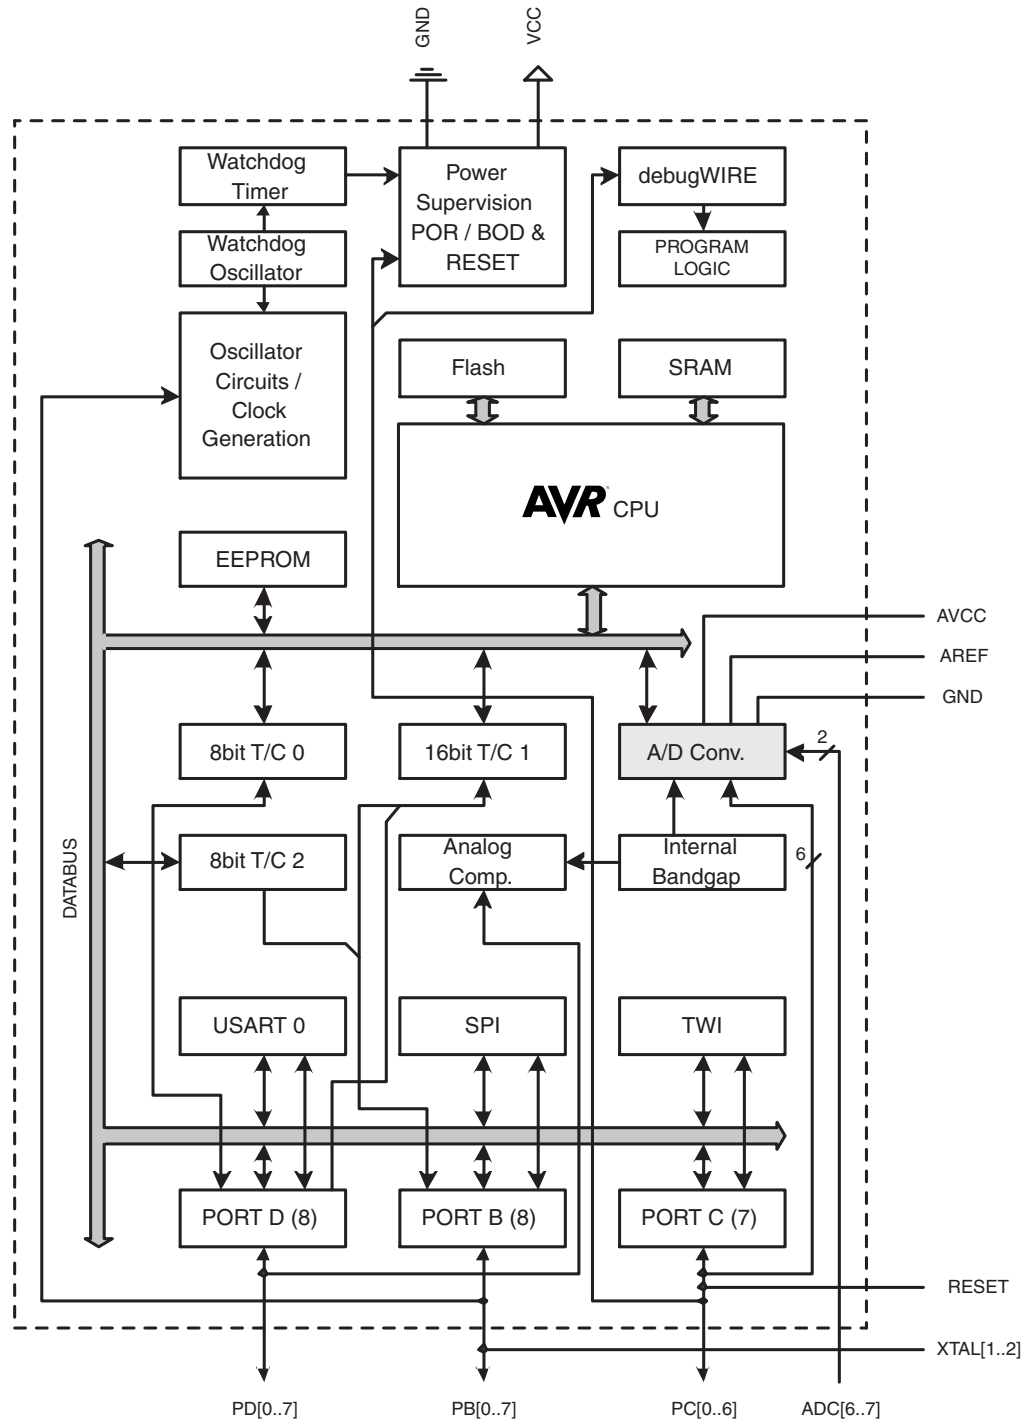 GND
VCC
Watchdog
Timer
Power
Supervision
POR / BOD &
RESET
debugWIRE
Watchdog
Oscillator
PROGRAM
LOGIC
Oscillator
Circuits /
Clock
Generation
Flash
SRAM
AVR CPU
EEPROM
AVCC
AREF
GND
8bit T/C 0
16bit T/C 1
A/D Conv.
2
DATABUS
8bit T/C 2
Analog
Comp.
Internal
Bandgap
6
USART 0
SPI
TWI
PORT D (8)
PORT B (8)
PORT C (7)
RESET
XTAL[1..2]
PD[0..7]
PB[0..7]
PC[0..6]
ADC[6..7]